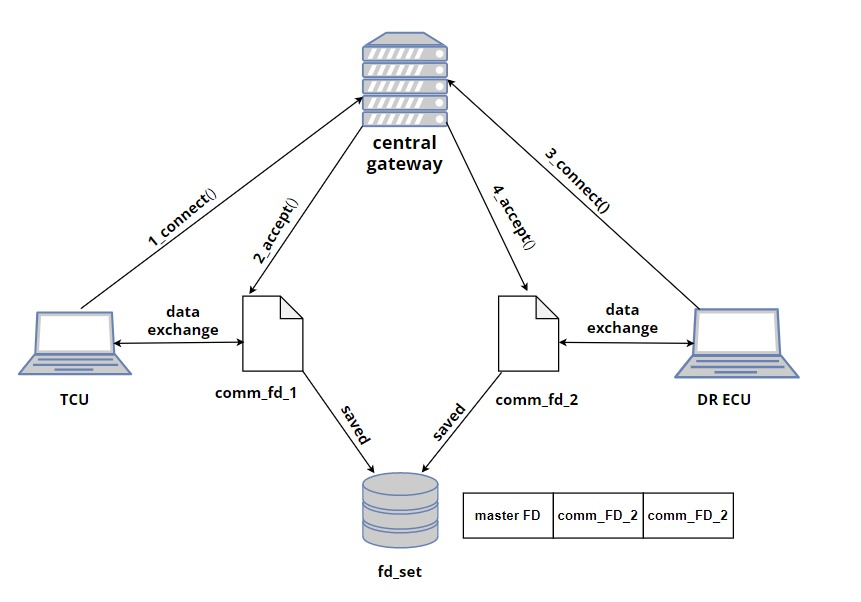 central
gateway
1_connect()
2_accept()
4_accept()
3_connect()
data
exchange
data
exchange
TCU
comm_fd_1
comm_fd_2
DR ECU
saved
saved
master FD
comm_FD_2
comm_FD_2
fd_set